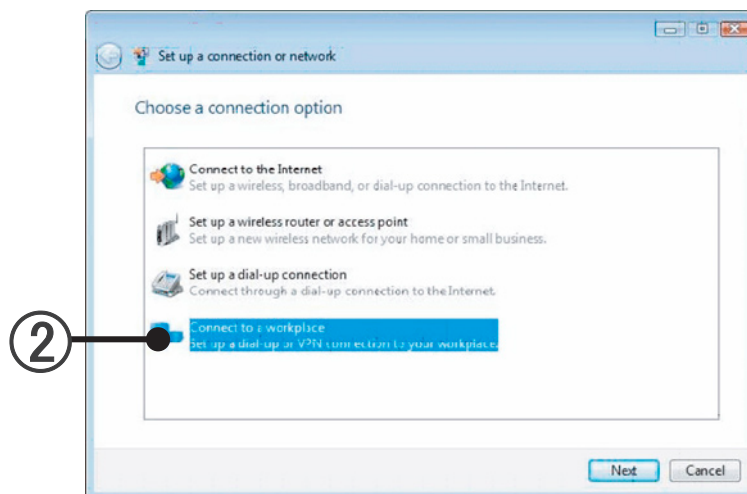 Set up a connection or network
Choose a connection option
Connect to the Internet
Set up a wireless, broadband, or dial-up connection to the Internet.
Set up a wireless router or access point
Set up a new wireless network for your home or small business.
Set up a dial-up connection
Connect through a dial-up connection to the Internet.
2
Connect to a workplace
Set up a dial-up or VPN connection to your workplace.
Next
Cancel